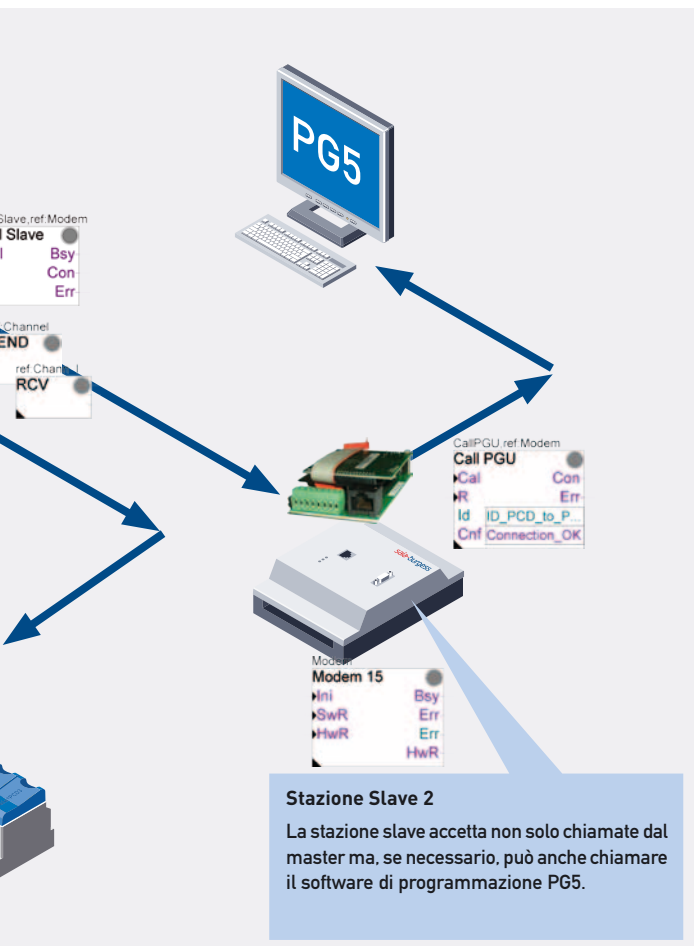 PG5
Slave,ref:Modem
Slave
Bsy
Con
Err
:Channel
END
ref:Channel
RCV
CallPGU,ref:Modem
Call PGU
Cal Con
R Err
Id ID_PCD_to_P...
Cnf Connection_OK
saia-burgess
Modem
Modem 15
Ini Bsy
SwR Err
HwR Err
HwR
Stazione Slave 2
La stazione slave accetta non solo chiamate dal
master ma, se necessario, può anche chiamare
il software di programmazione PG5.